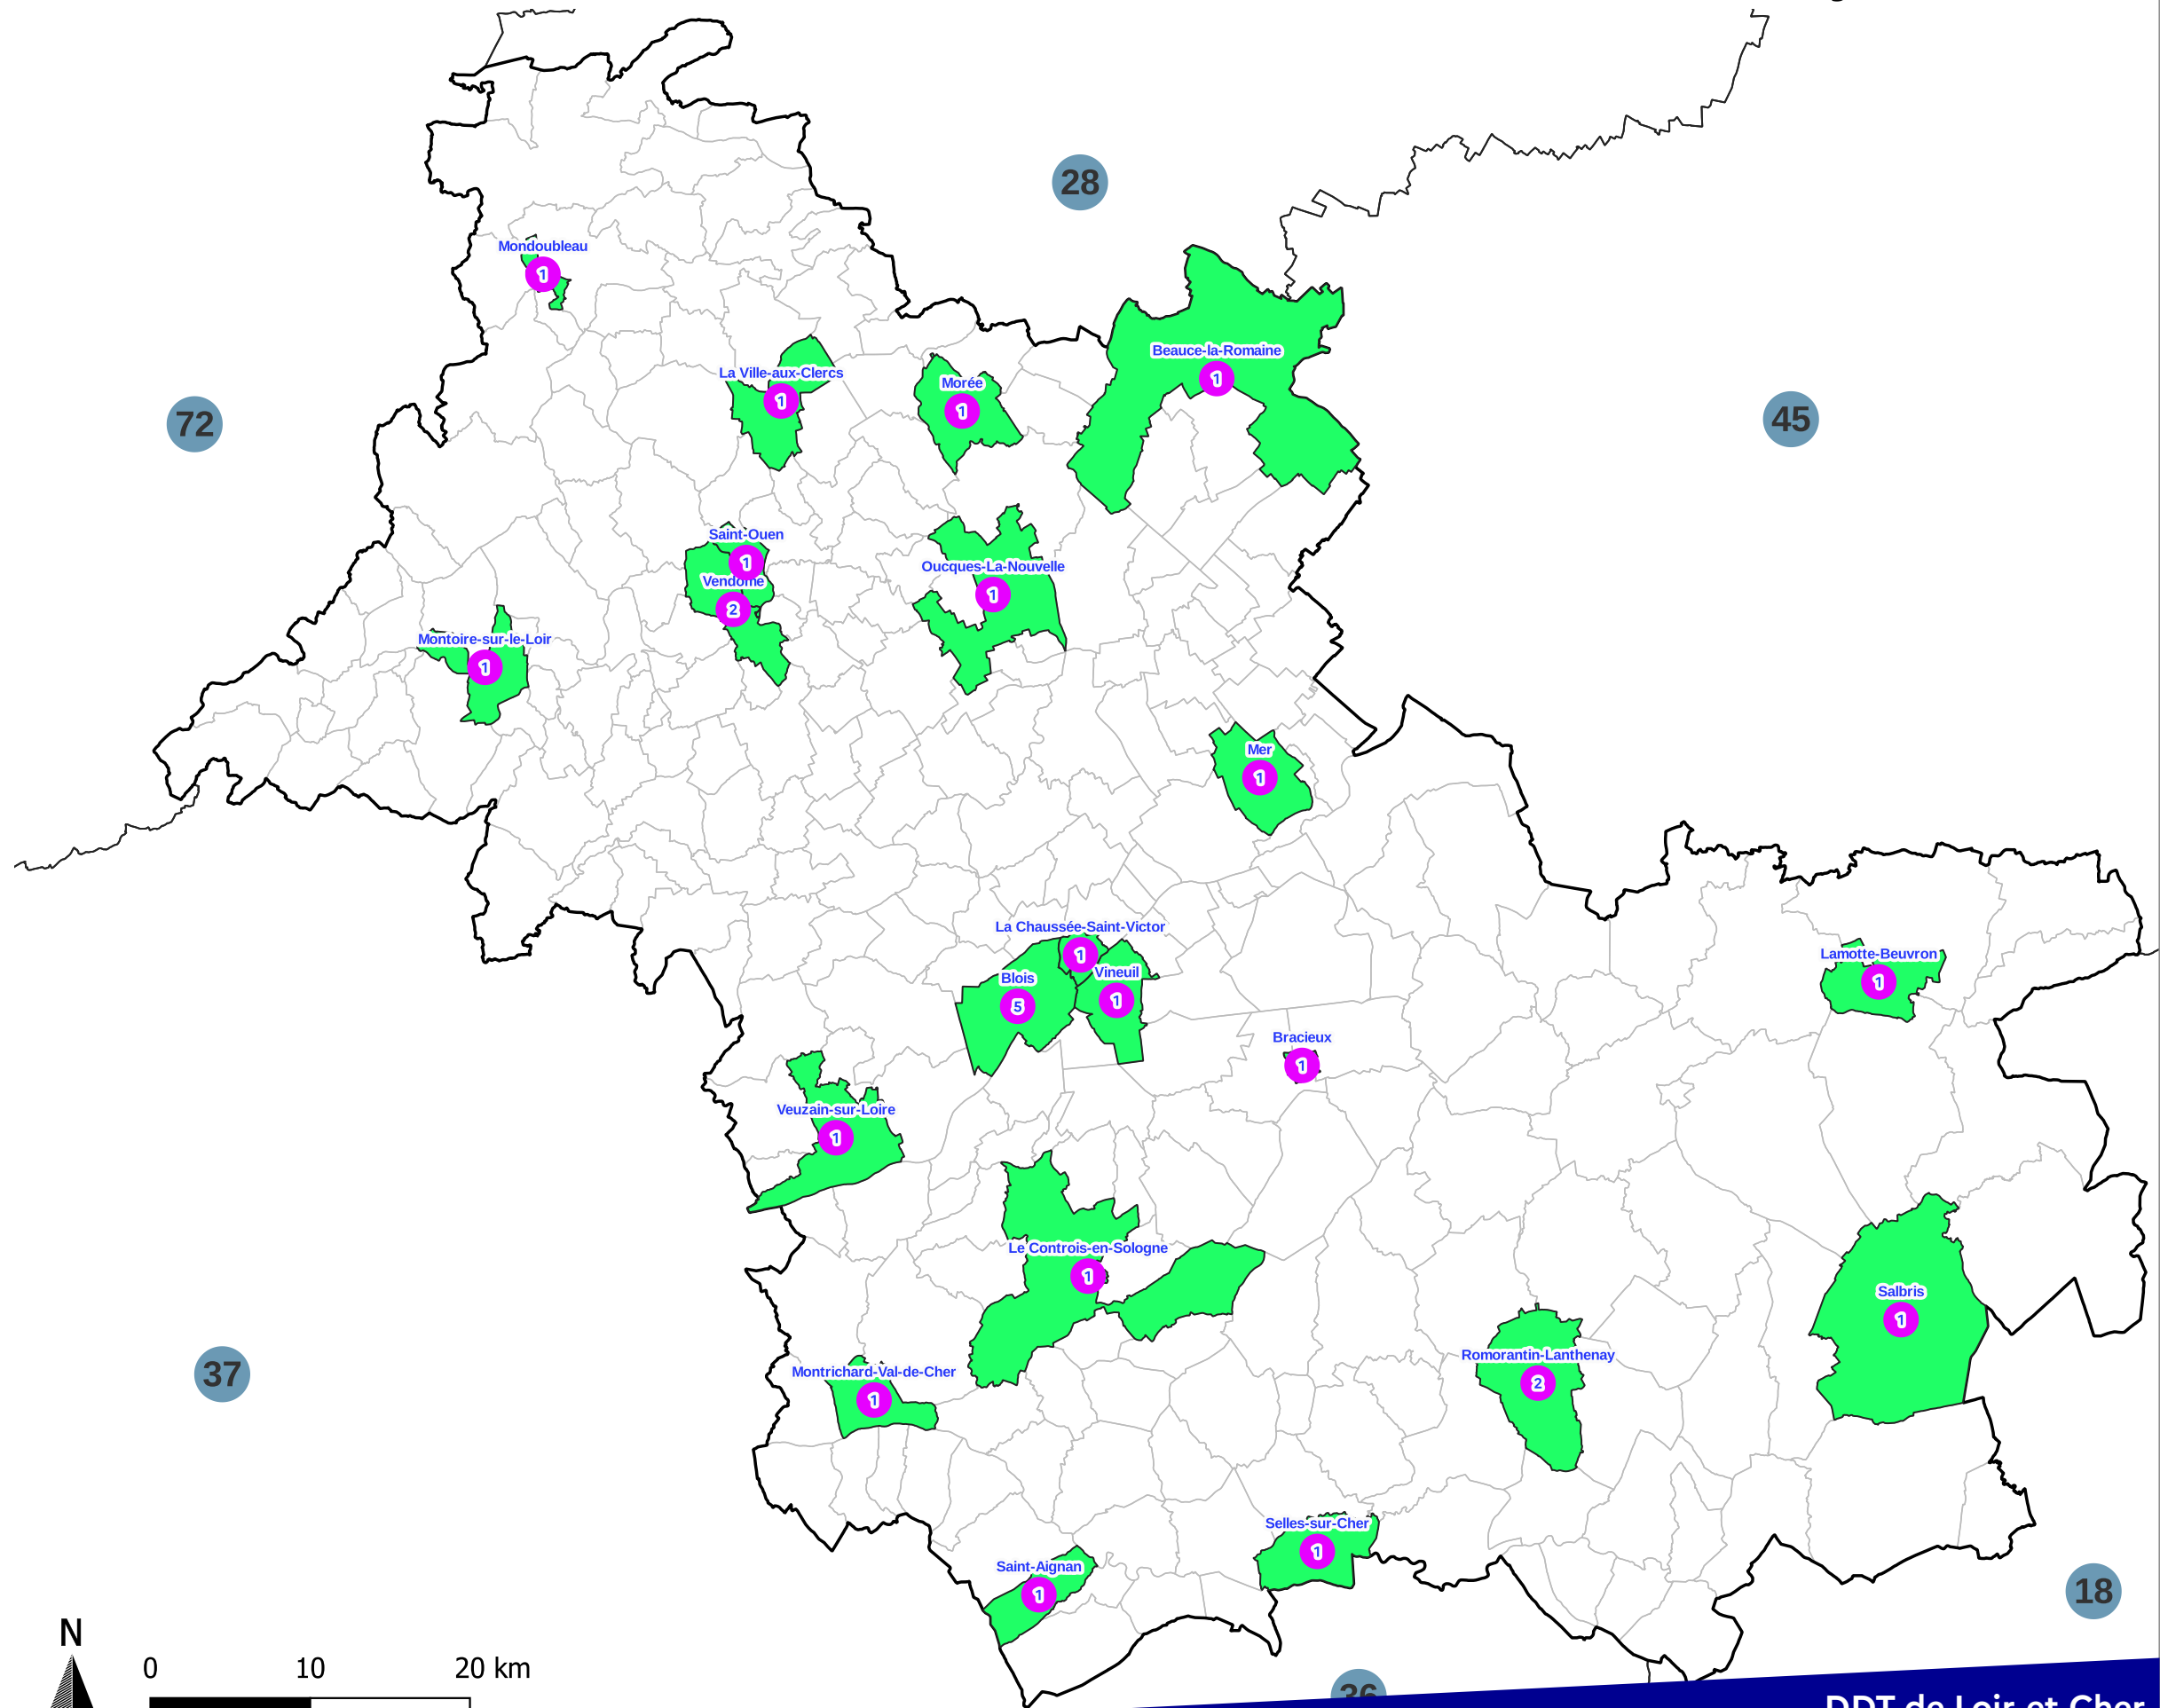 28
Mondoubleau
1
Beauce-la-Romaine
1
La Ville-aux-Clercs
1
Morée
1
72
45
Saint-Ouen
1
Vendôme
2
Oucques-La-Nouvelle
1
Montoire-sur-le-Loir
1
Mer
1
La Chaussée-Saint-Victor
1
Blois
5
Vineuil
1
Lamotte-Beuvron
1
Bracieux
1
Veuzain-sur-Loire
1
Le Controis-en-Sologne
1
Salbris
1
Romorantin-Lanthenay
2
Montrichard-Val-de-Cher
1
37
Selles-sur-Cher
1
Saint-Aignan
1
18
N
0 10 20 km
36
DDT de Loir-et-Cher